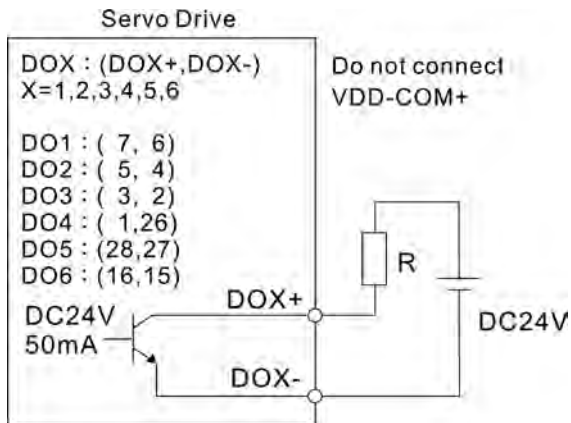 Servo Drive
DOX : (DOX+,DOX-)
X=1,2,3,4,5,6
Do not connect
VDD-COM+
DO1 : ( 7, 6)
DO2 : ( 5, 4)
DO3 : ( 3, 2)
DO4 : ( 1,26)
DO5 : (28,27)
DO6 : (16,15)
R
DOX+
DC24V
50mA
DC24V
DOX-